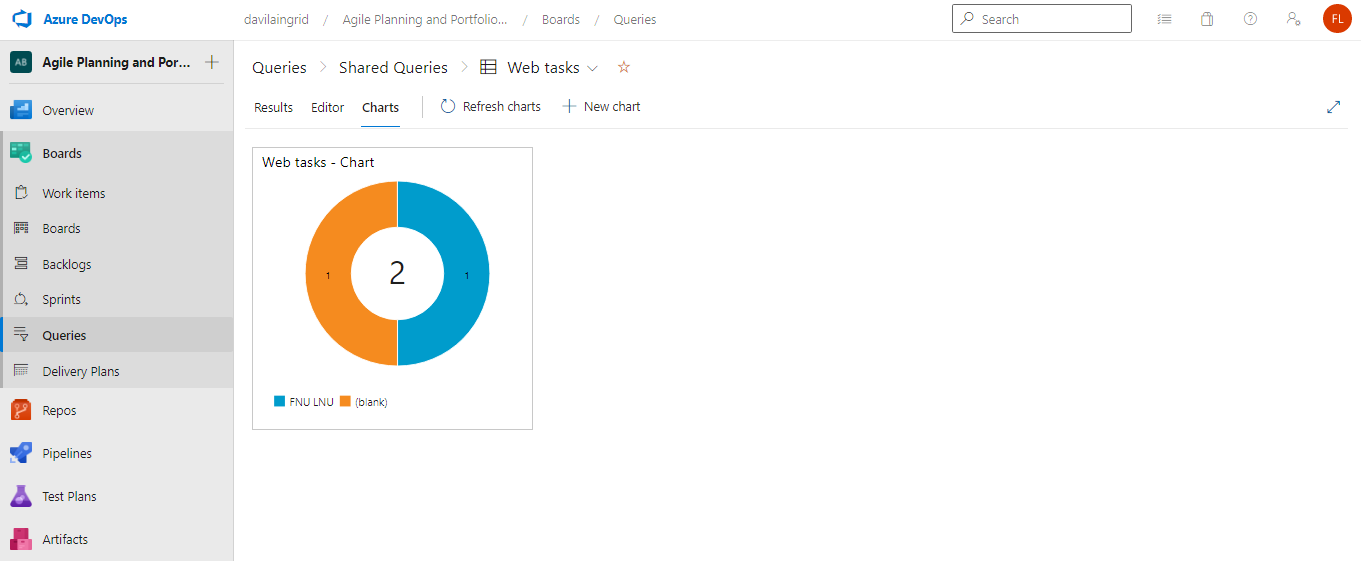 Azure DevOps
davilaingrid / Agile Planning and Portfolio... / Boards / Queries
Search
FL
AB Agile Planning and Por...
Queries > Shared Queries > Web tasks
Results Editor Charts Refresh charts New chart
Overview
Boards
Work items
Boards
Backlogs
Sprints
Queries
Delivery Plans
Repos
Pipelines
Test Plans
Artifacts
Web tasks - Chart
1 2 1
FNU LNU (blank)